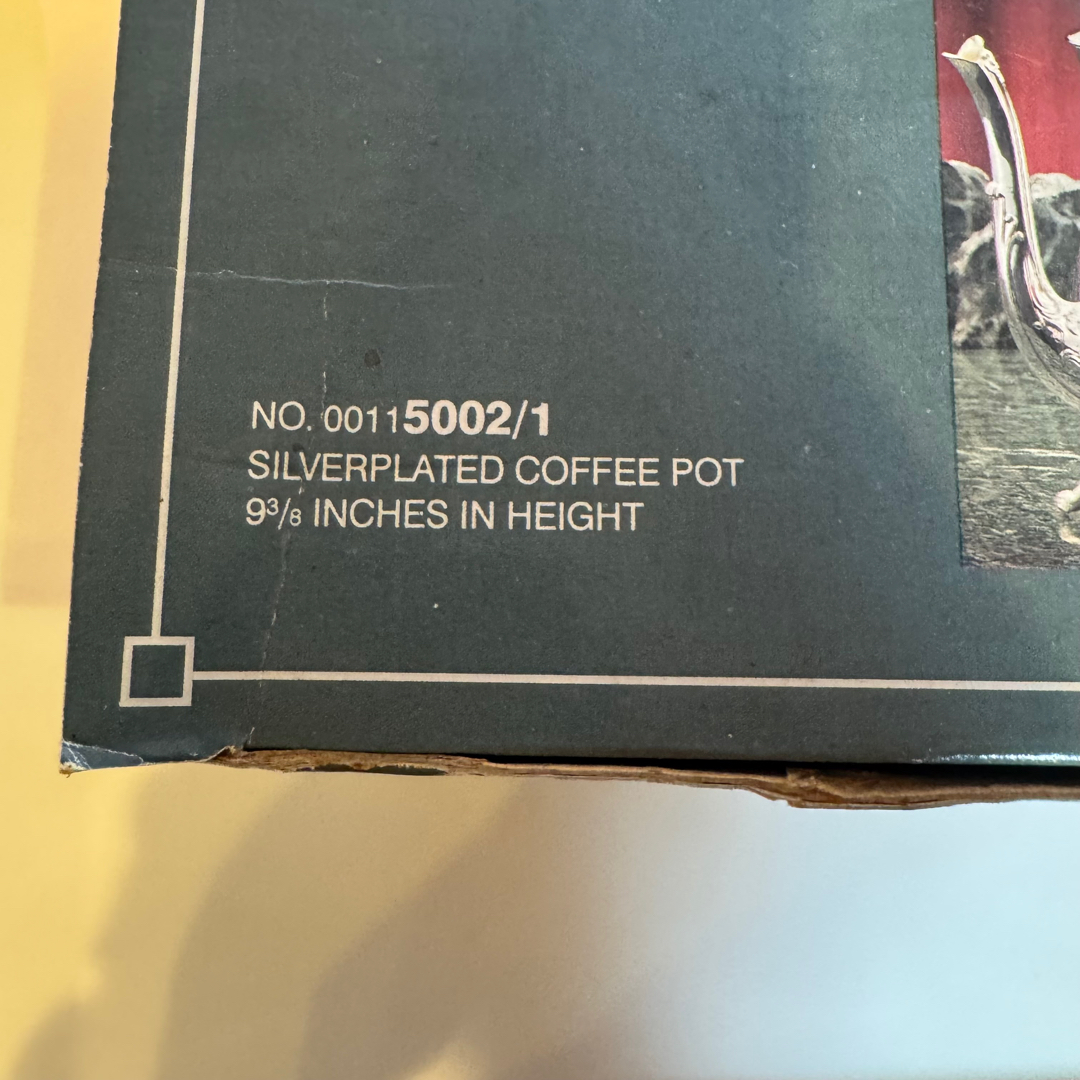 NO. 00115002/1
SILVERPLATED COFFEE POT
9³/₈ INCHES IN HEIGHT